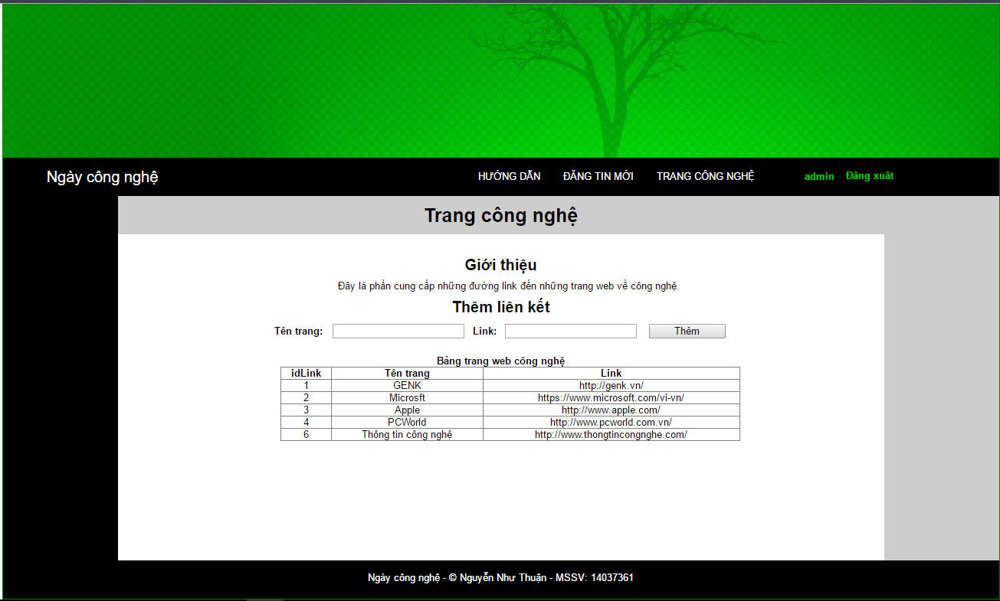 Ngày công nghệ HƯỚNG DẪN ĐĂNG TIN MỚI TRANG CÔNG NGHỆ admin Đăng xuất
Trang công nghệ
Giới thiệu
Đây là phần cung cấp những đường link đến những trang web về công nghệ.
Thêm liên kết
Tên trang: Link: Thêm
Bảng trang web công nghệ
idLink Tên trang Link
1 GENK http://genk.vn/
2 Microsft https://www.microsoft.com/vi-vn/
3 Apple http://www.apple.com/
4 PCWorld http://www.pcworld.com.vn/
6 Thông tin công nghệ http://www.thongtincongnghe.com/
Ngày công nghệ - © Nguyễn Như Thuận - MSSV: 14037361